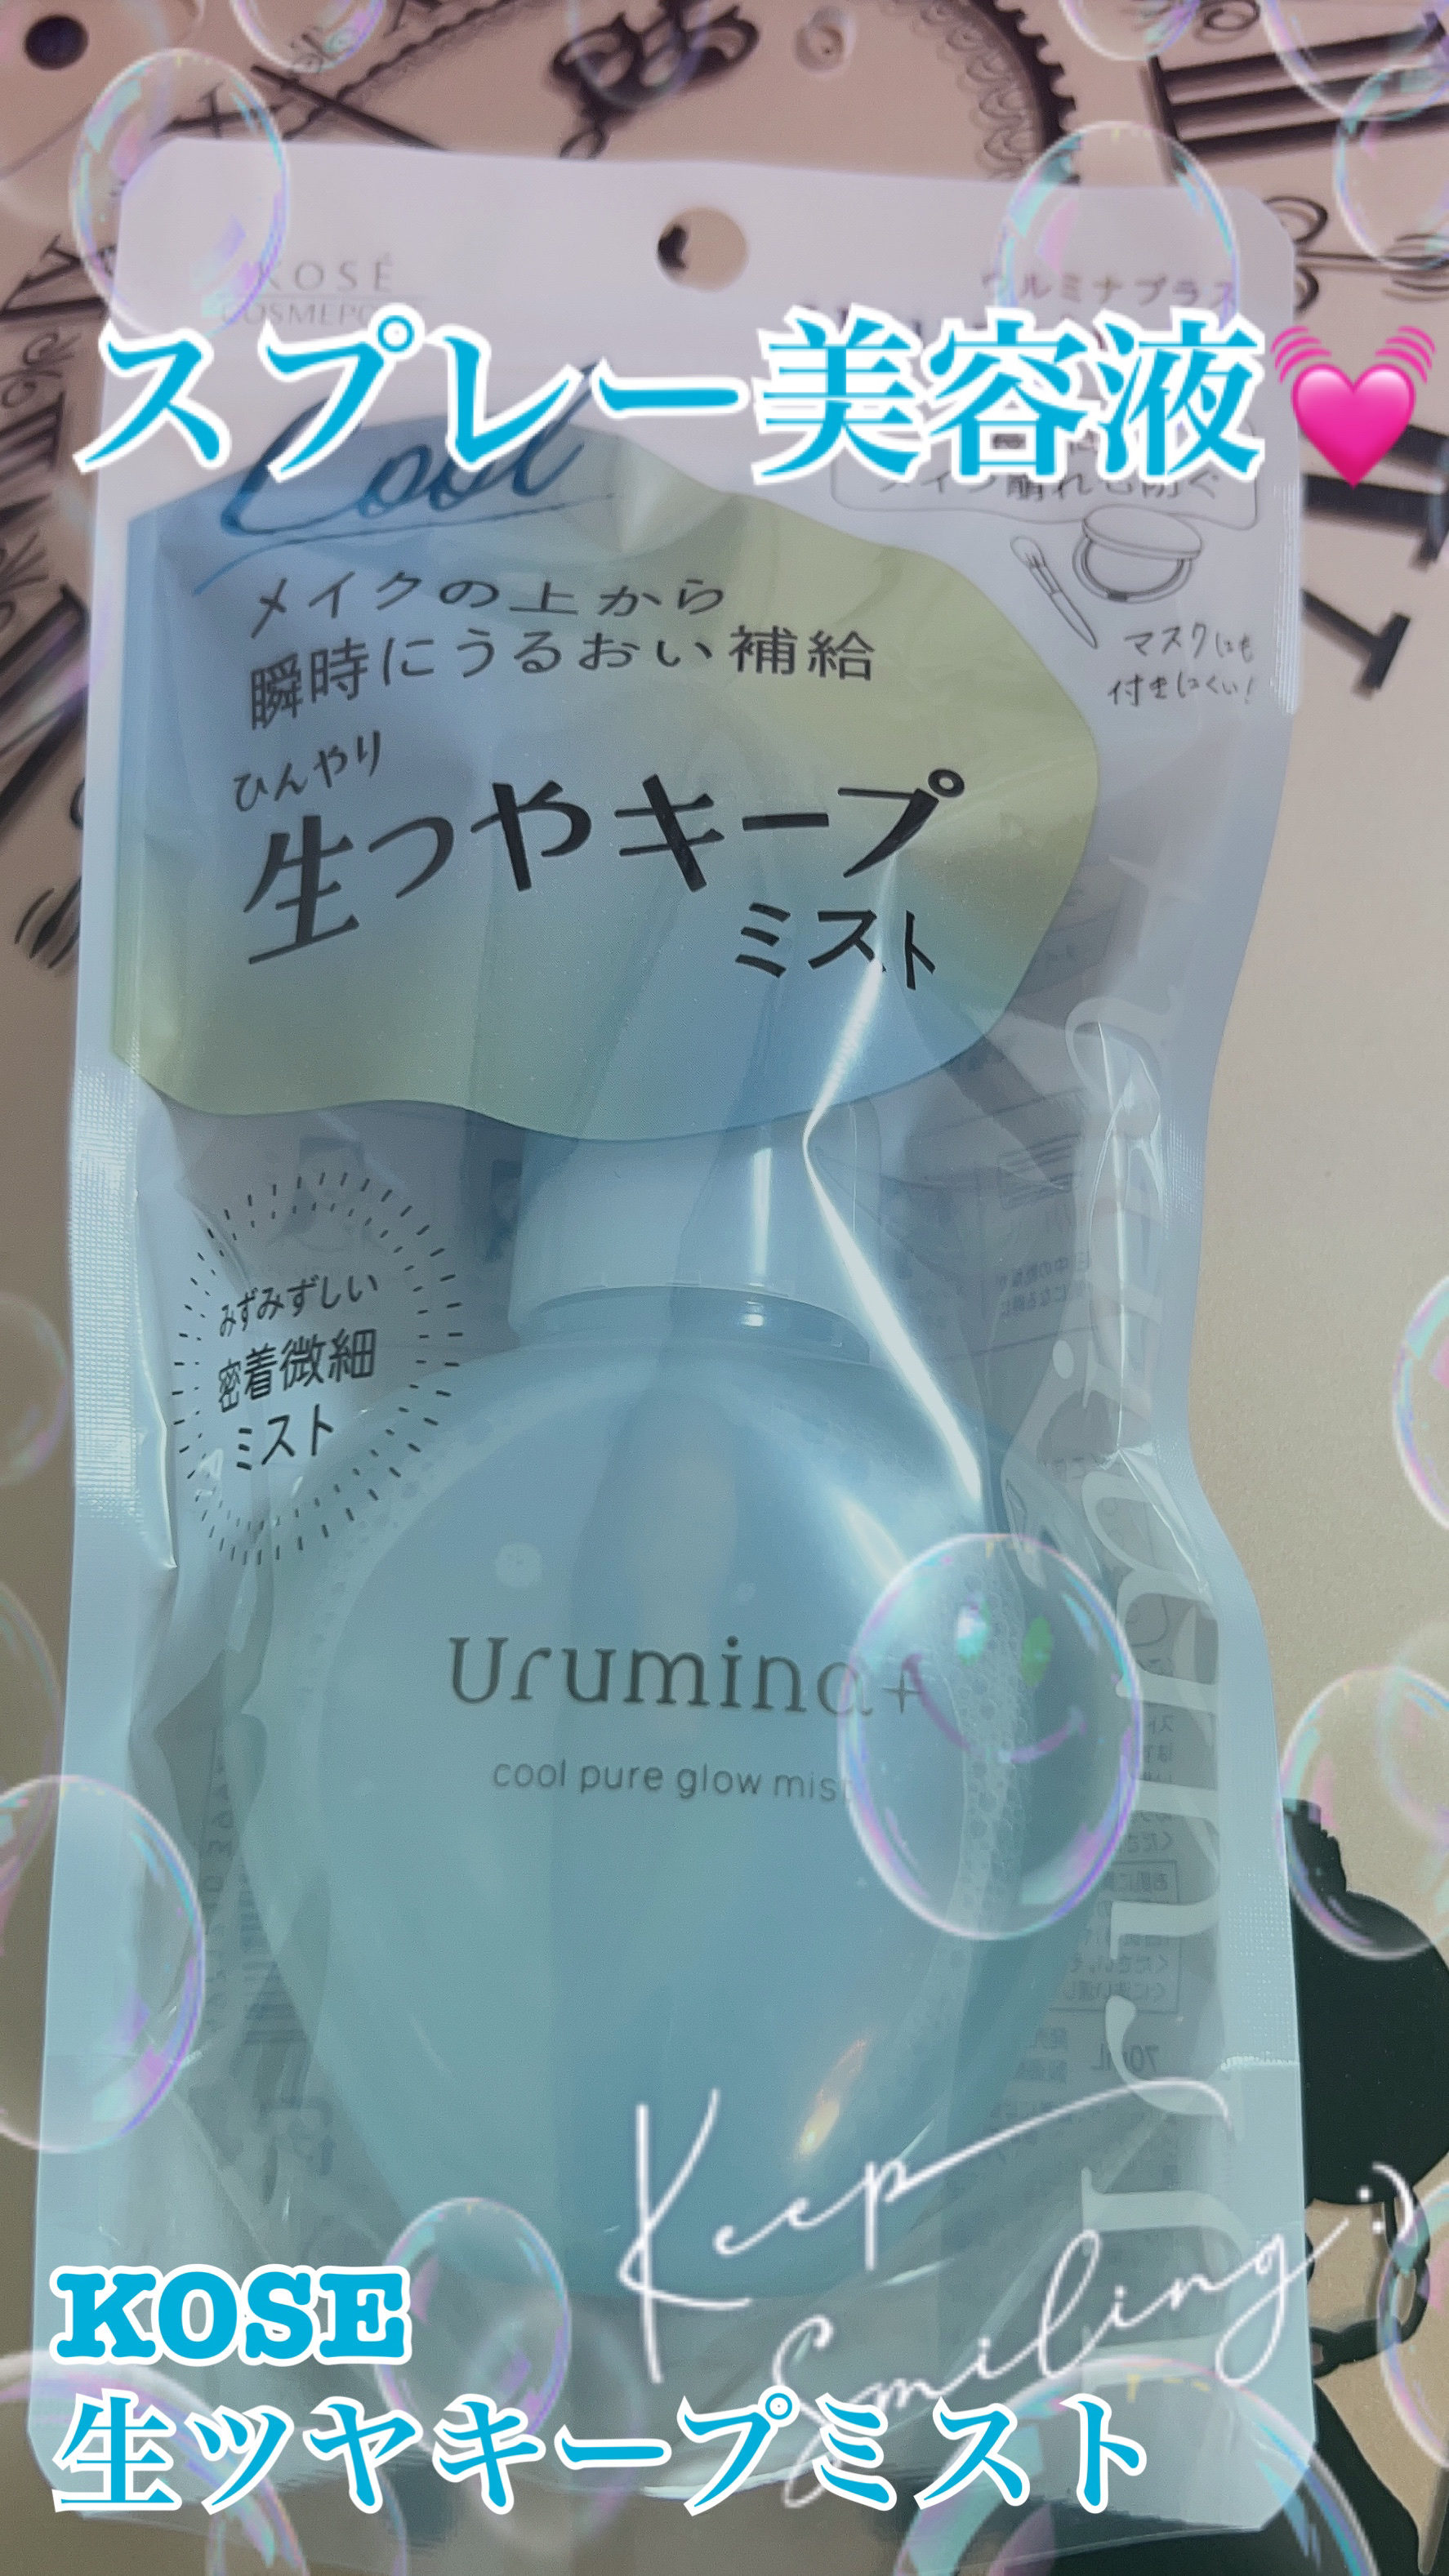 KOSÉ
COSMEPO
ウルミナプラス
スプレー美容液💓
Cool
メイク崩れも防ぐ
メイクの上から
瞬時にうるおい補給
マスクにも
付きにくい!
ひんやり
生つやキープ
ミスト
みずみずしい
密着微細
ミスト
Urumina+
cool pure glow mist
Urumina
70mL
Keep
Smiling :)
KOSE
生ツヤキープミスト